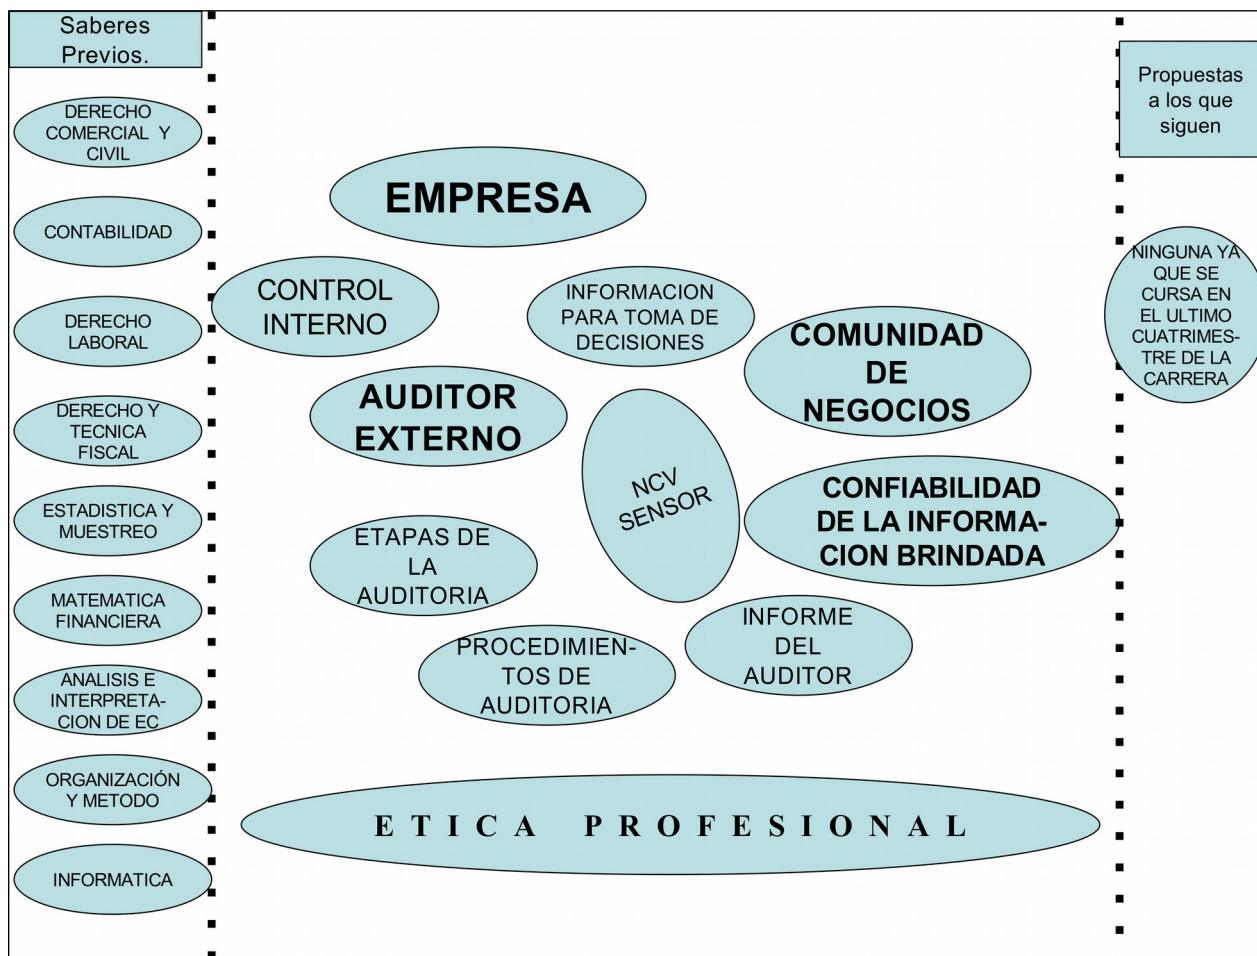 Saberes
Previos.
DERECHO
COMERCIAL Y
CIVIL
CONTABILIDAD
DERECHO
LABORAL
DERECHO Y
TECNICA
FISCAL
ESTADISTICA Y
MUESTREO
MATEMATICA
FINANCIERA
ANALISIS E
INTERPRETA-
CION DE EC
ORGANIZACIÓN
Y METODO
INFORMATICA
EMPRESA
CONTROL
INTERNO
INFORMACION
PARA TOMA DE
DECISIONES
COMUNIDAD
DE
NEGOCIOS
AUDITOR
EXTERNO
NCV
SENSOR
CONFIABILIDAD
DE LA INFORMA-
CION BRINDADA
ETAPAS DE
LA
AUDITORIA
PROCEDIMIEN-
TOS DE
AUDITORIA
INFORME
DEL
AUDITOR
ETICA PROFESIONAL
Propuestas
a los que
siguen
NINGUNA YA
QUE SE
CURSA EN
EL ULTIMO
CUATRIMES-
TRE DE LA
CARRERA